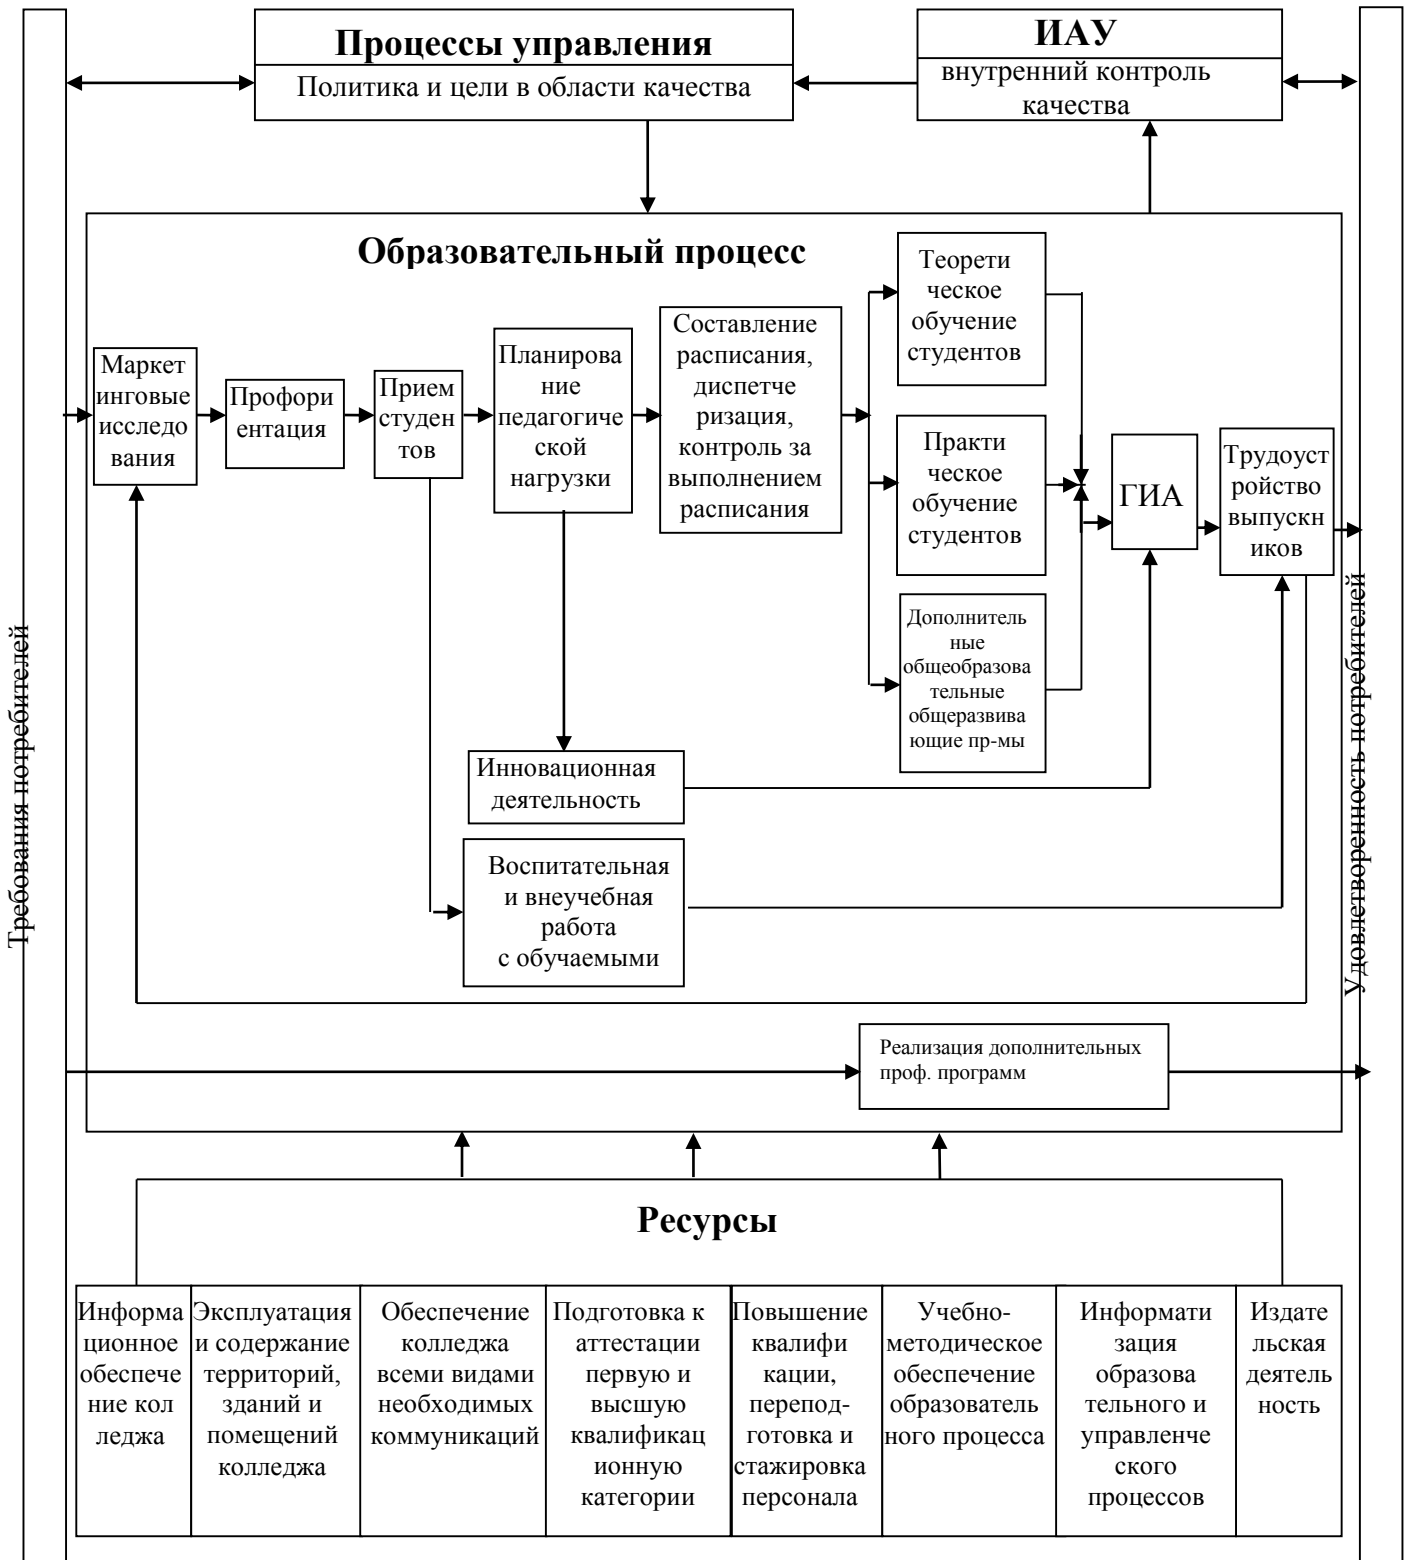 Процессы управления
Политика и цели в области качества
ИАУ
внутренний контроль
качества
Требования потребителей
Удовлетворенность потребителей
Образовательный процесс
Маркет
инговые
исследо
вания
Профори
ентация
Прием
студен
тов
Планирова
ние
педагогиче
ской
нагрузки
Составление
расписания,
диспетче
ризация,
контроль за
выполнением
расписания
Теорети
ческое
обучение
студентов
Практи
ческое
обучение
студентов
Дополнитель
ные
общеобразова
тельные
общеразвива
ющие пр-мы
ГИА
Трудоуст
ройство
выпускн
иков
Инновационная
деятельность
Воспитательная
и внеучебная
работа
с обучаемыми
Реализация дополнительных
проф. программ
Ресурсы
Информа
ционное
обеспече
ние кол
леджа
Эксплуатация
и содержание
территорий,
зданий и
помещений
колледжа
Обеспечение
колледжа
всеми видами
необходимых
коммуникаций
Подготовка к
аттестации
первую и
высшую
квалификац
ионную
категории
Повышение
квалифи
кации,
перепод-
готовка и
стажировка
персонала
Учебно-
методическое
обеспечение
образователь
ного процесса
Информати
зация
образова
тельного и
управленче
ского
процессов
Издате
льская
деятель
ность